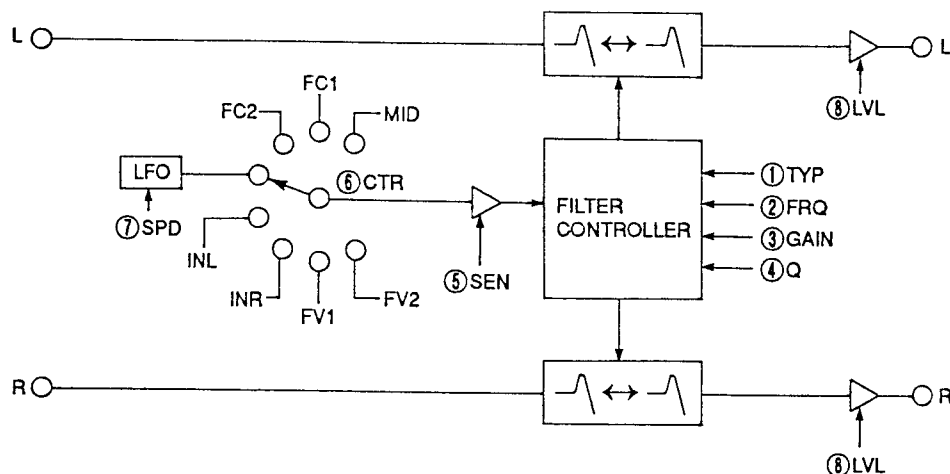 L
L
⑧LVL
FC1
FC2
MID
LFO
⑥CTR
⑦SPD
INL
INR
FV1
FV2
⑤SEN
FILTER
CONTROLLER
①TYP
②FRQ
③GAIN
④Q
R
R
⑧LVL